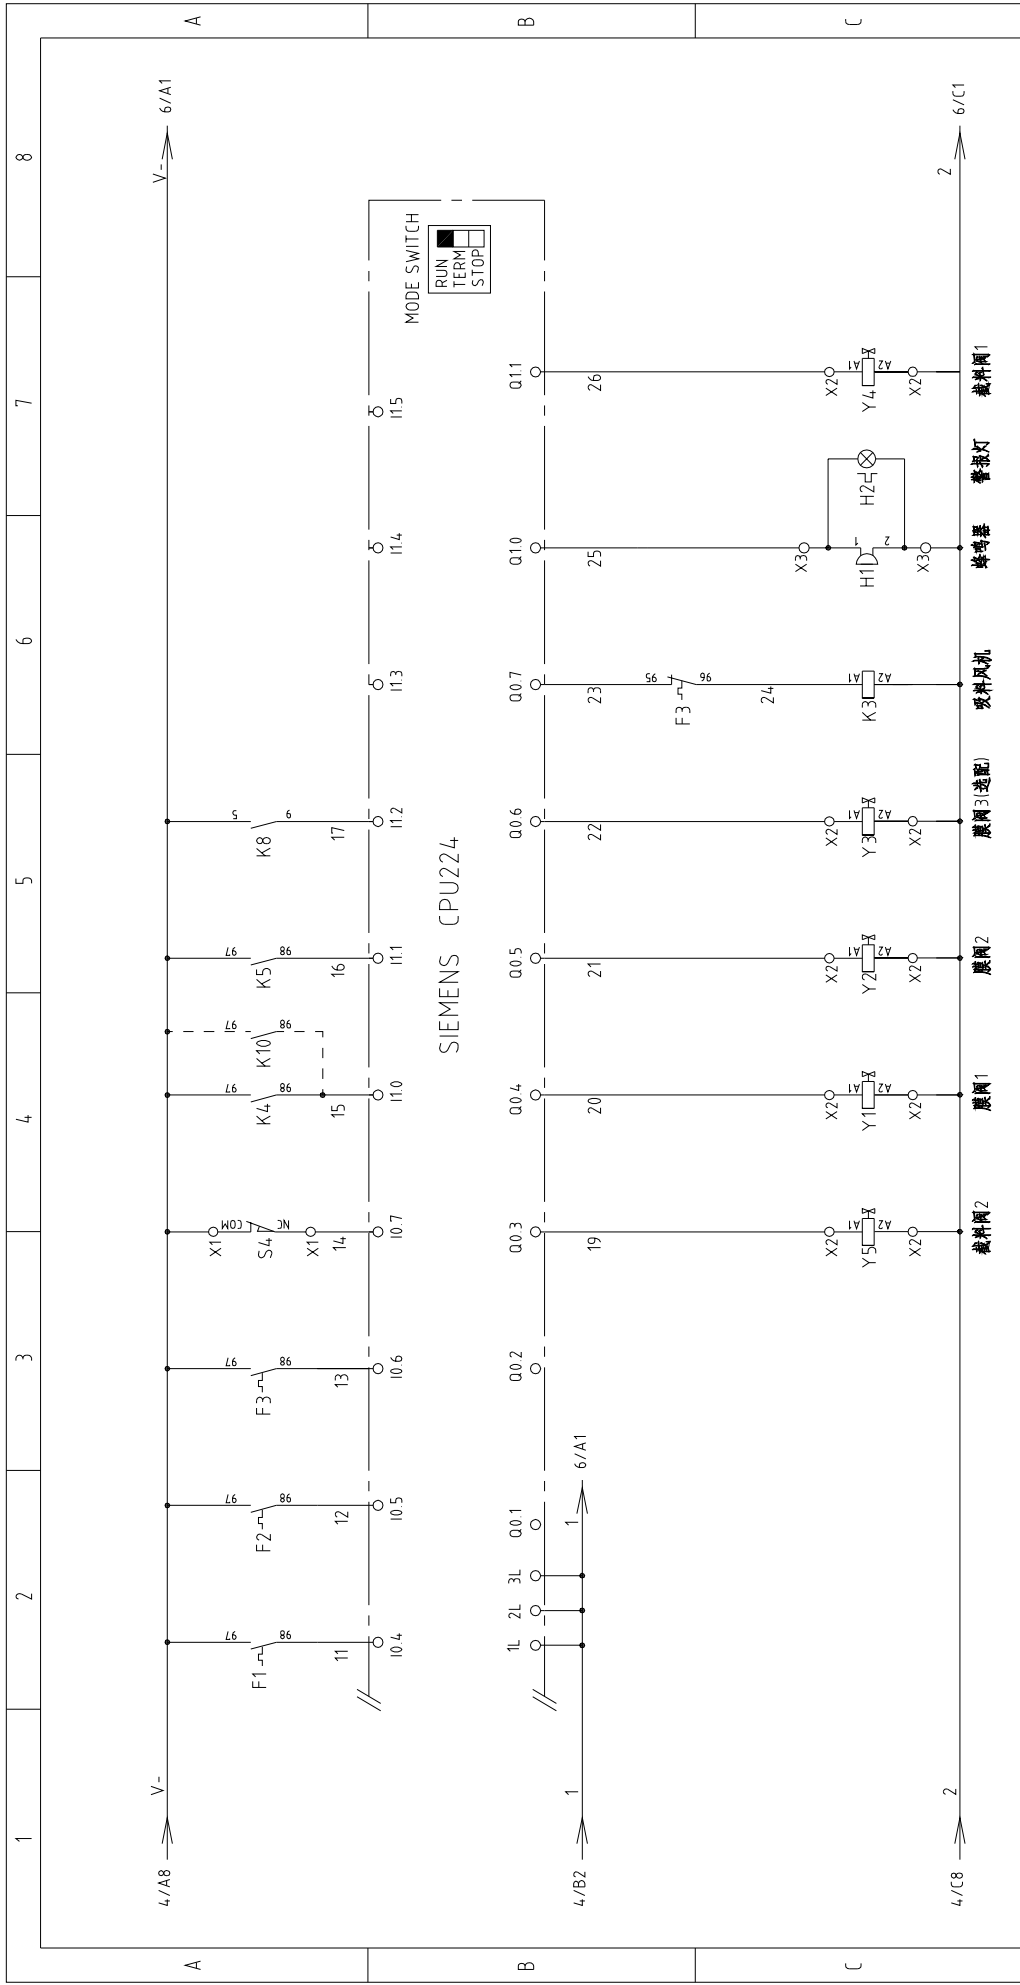 1
2
3
4
5
6
7
8
A
A
4/A8
V-
V-
6/A1
97
97
97
COM
97
97
97
5
X1
F1
F2
F3
S4
K4
K10
K5
K8
98
98
98
NC
98
98
98
9
X1
11
12
13
14
15
16
17
I0.4
I0.5
I0.6
I0.7
I1.0
I1.1
I1.2
I1.3
I1.4
I1.5
MODE SWITCH
RUN
TERM
STOP
SIEMENS CPU224
B
B
1L
2L
3L
Q0.1
Q0.2
Q0.3
Q0.4
Q0.5
Q0.6
Q0.7
Q1.0
Q1.1
4/B2
1
1
6/A1
19
20
21
22
23
25
26
95
F3
96
24
C
C
X2
X2
X2
X2
X3
X2
A1
A1
A1
A1
A1
1
A1
Y5
Y1
Y2
Y3
K3
H1
H2
Y4
A2
A2
A2
A2
A2
2
A2
X2
X2
X2
X2
X3
X2
4/C8
2
2
6/C1
截料阀2
膜阀1
膜阀2
膜阀3(选配)
吸料风机
蜂鸣器
警报灯
截料阀1